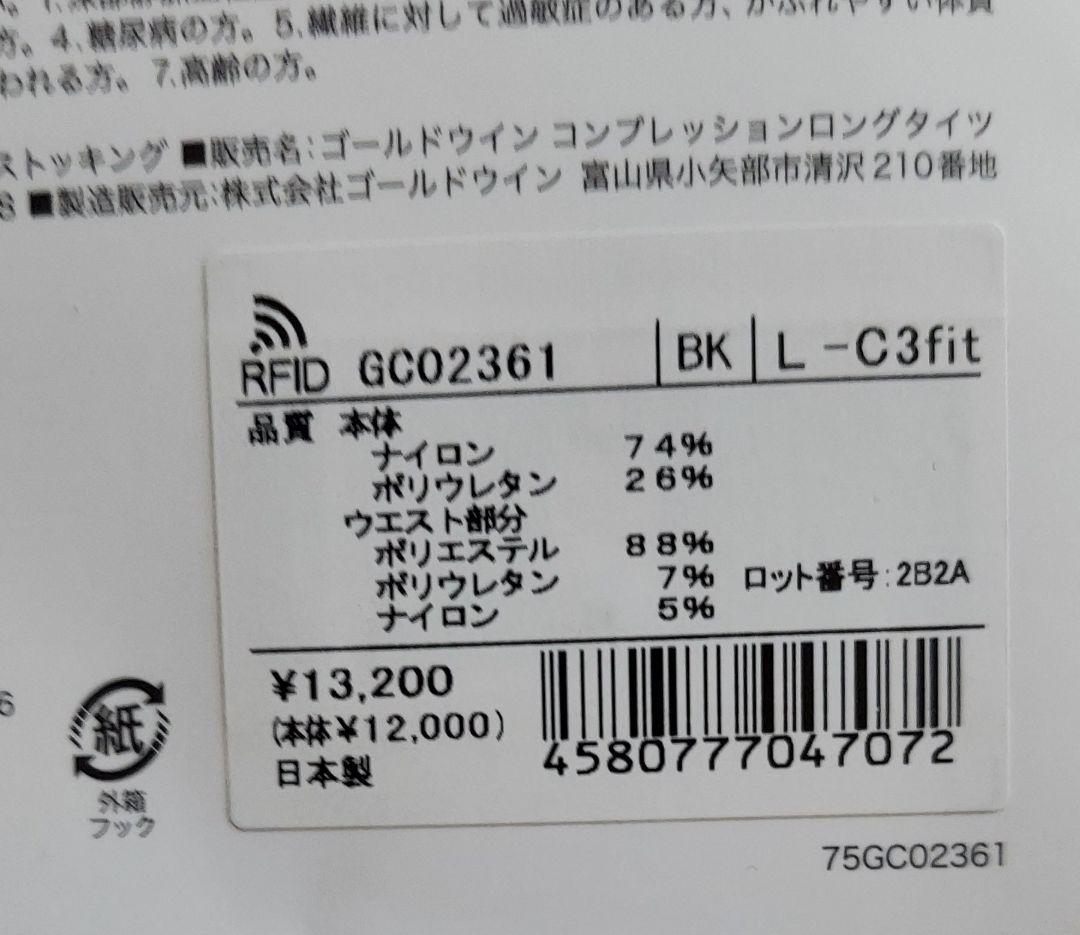 方。4.糖尿病の方。5.繊維に対して過敏症のある方、かぶれやすい体質
われる方。7.高齢の方。
ストッキング ■販売名:ゴールドウイン コンプレッションロングタイツ
8 ■製造販売元:株式会社ゴールドウイン 富山県小矢部市清沢210番地
RFID GC02361 BK L -C3fit
品質 本体
ナイロン 74%
ポリウレタン 26%
ウエスト部分
ポリエステル 88%
ポリウレタン 7% ロット番号:2B2A
ナイロン 5%
¥13,200
(本体¥12,000)
日本製
4580777047072
6
紙
外箱
フック
75GC02361